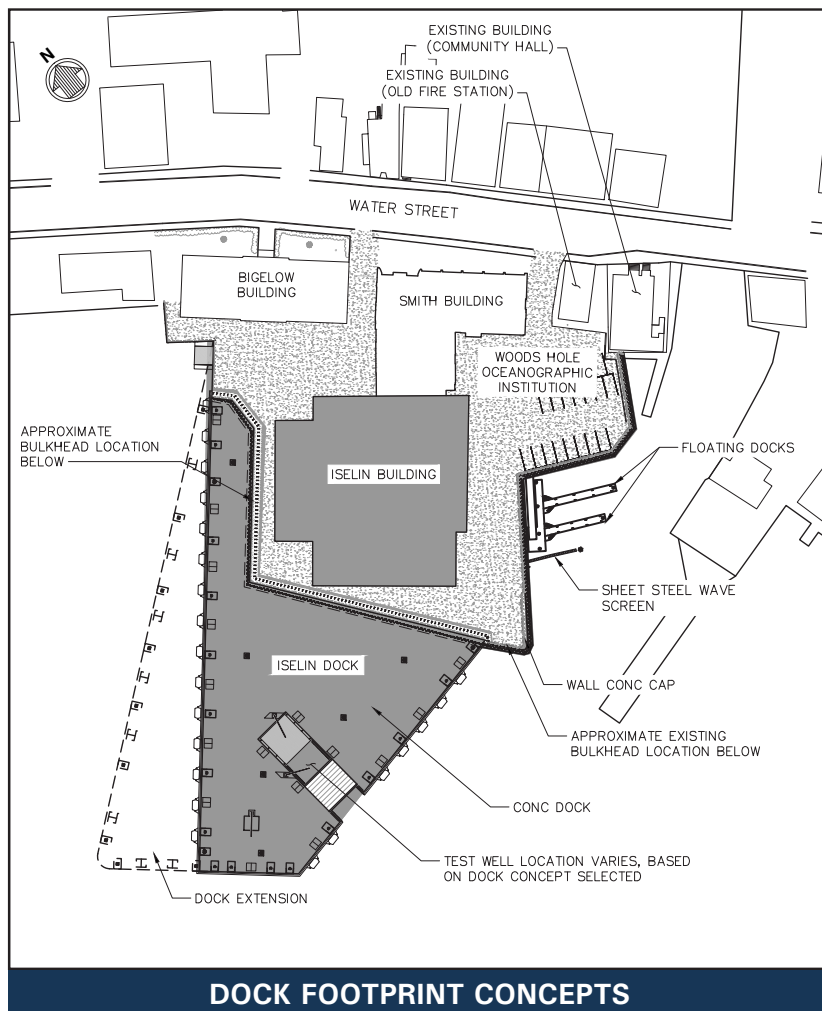 EXISTING BUILDING
(COMMUNITY HALL)
N
EXISTING BUILDING
(OLD FIRE STATION)
WATER STREET
BIGELOW
BUILDING
SMITH BUILDING
WOODS HOLE
OCEANOGRAPHIC
INSTITUTION
APPROXIMATE
BULKHEAD LOCATION
BELOW
FLOATING DOCKS
ISELIN BUILDING
SHEET STEEL WAVE
SCREEN
ISELIN DOCK
WALL CONC CAP
APPROXIMATE EXISTING
BULKHEAD LOCATION BELOW
CONC DOCK
TEST WELL LOCATION VARIES, BASED
ON DOCK CONCEPT SELECTED
DOCK EXTENSION
DOCK FOOTPRINT CONCEPTS